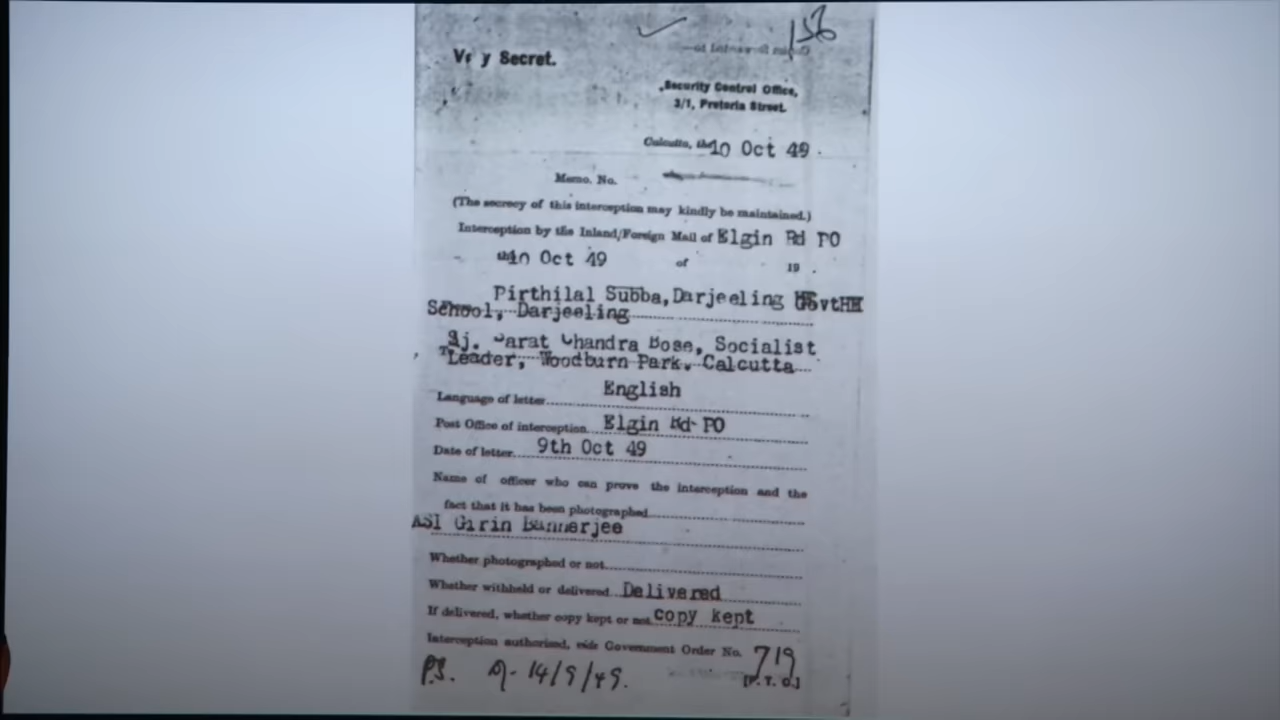 156
Very Secret.
Security Control Office,
3/1, Pretoria Street.
Calcutta, the 10 Oct 49.
Memo. No.
(The secrecy of this interception may kindly be maintained.)
Interception by the Inland/Foreign Mail of Elgin Rd PO
the 10 Oct 49 of 19 .
Pirthilal Subba, Darjeeling Govt
School, Darjeeling
Sj. Sarat Chandra Bose, Socialist
Leader, Woodburn Park, Calcutta
English
Language of letter
Post Office of interception Elgin Rd PO
Date of letter 9th Oct 49
Name of officer who can prove the interception and the
fact that it has been photographed
ASI Girin Bannerjee
Whether photographed or not
Whether withheld or delivered Delivered
If delivered, whether copy kept or not copy kept
Interception authorised, vide Government Order No. 719
14/9/49. [P. T. O.]